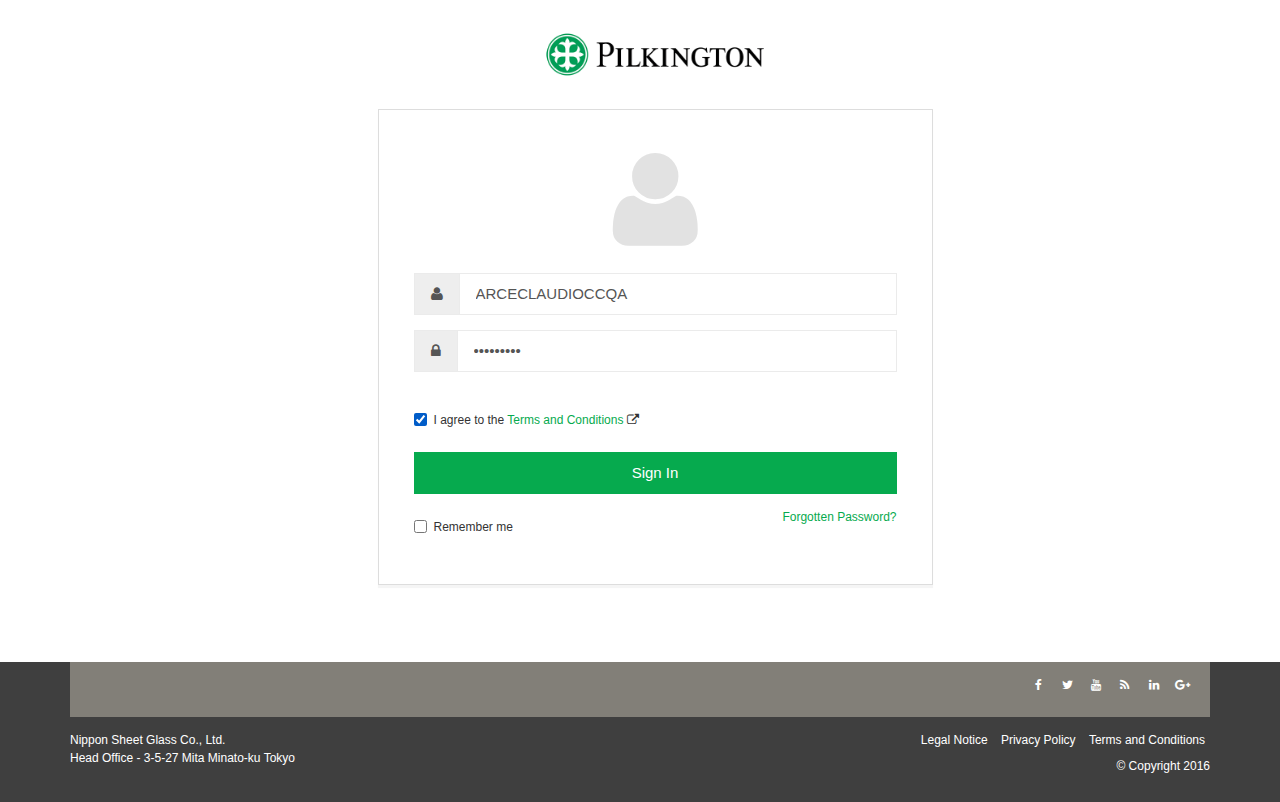 PILKINGTON
ARCECLAUDIOCCQA
•••••••••
I agree to the Terms and Conditions
Sign In
Forgotten Password?
Remember me
Nippon Sheet Glass Co., Ltd.
Head Office - 3-5-27 Mita Minato-ku Tokyo
Legal Notice Privacy Policy Terms and Conditions
© Copyright 2016